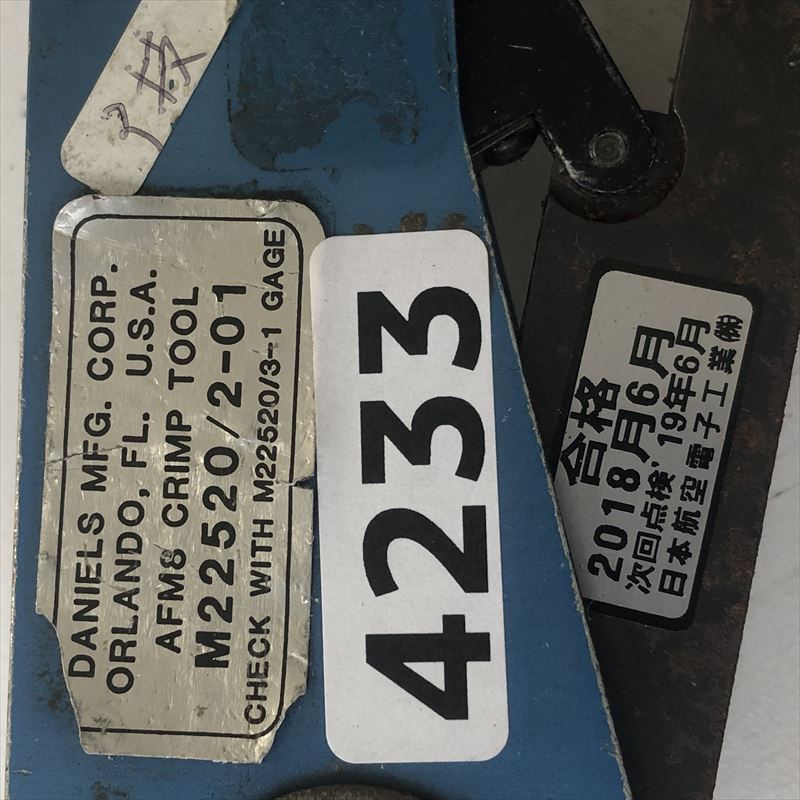 DANIELS MFG. CORP.
ORLANDO, FL. U.S.A.
AFM8 CRIMP TOOL
M22520/2-01
CHECK WITH M22520/3-1 GAGE
4233
合格
2018月6月
次回点検, 19年6月
日本航空電子工業㈱